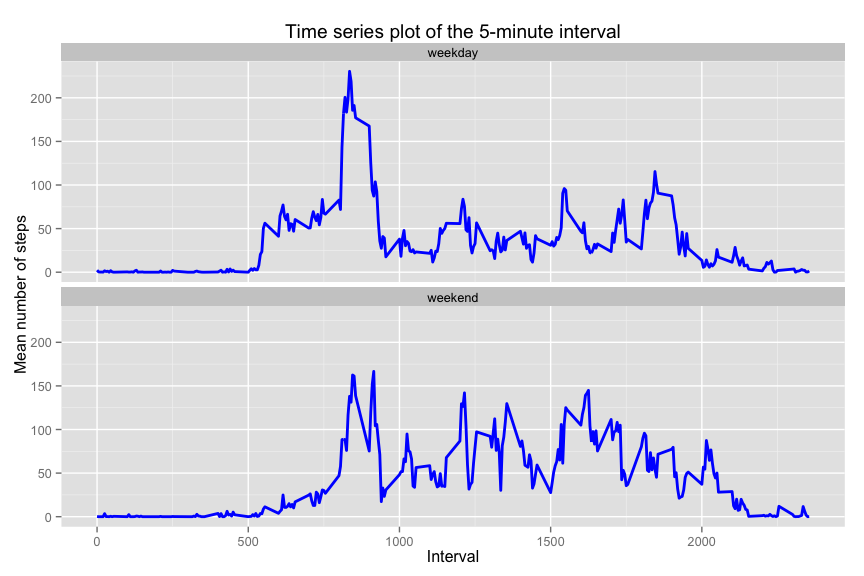 Time series plot of the 5-minute interval
weekday
200
150
100
50
0
weekend
200
150
100
50
0
Mean number of steps
0 500 1000 1500 2000
Interval